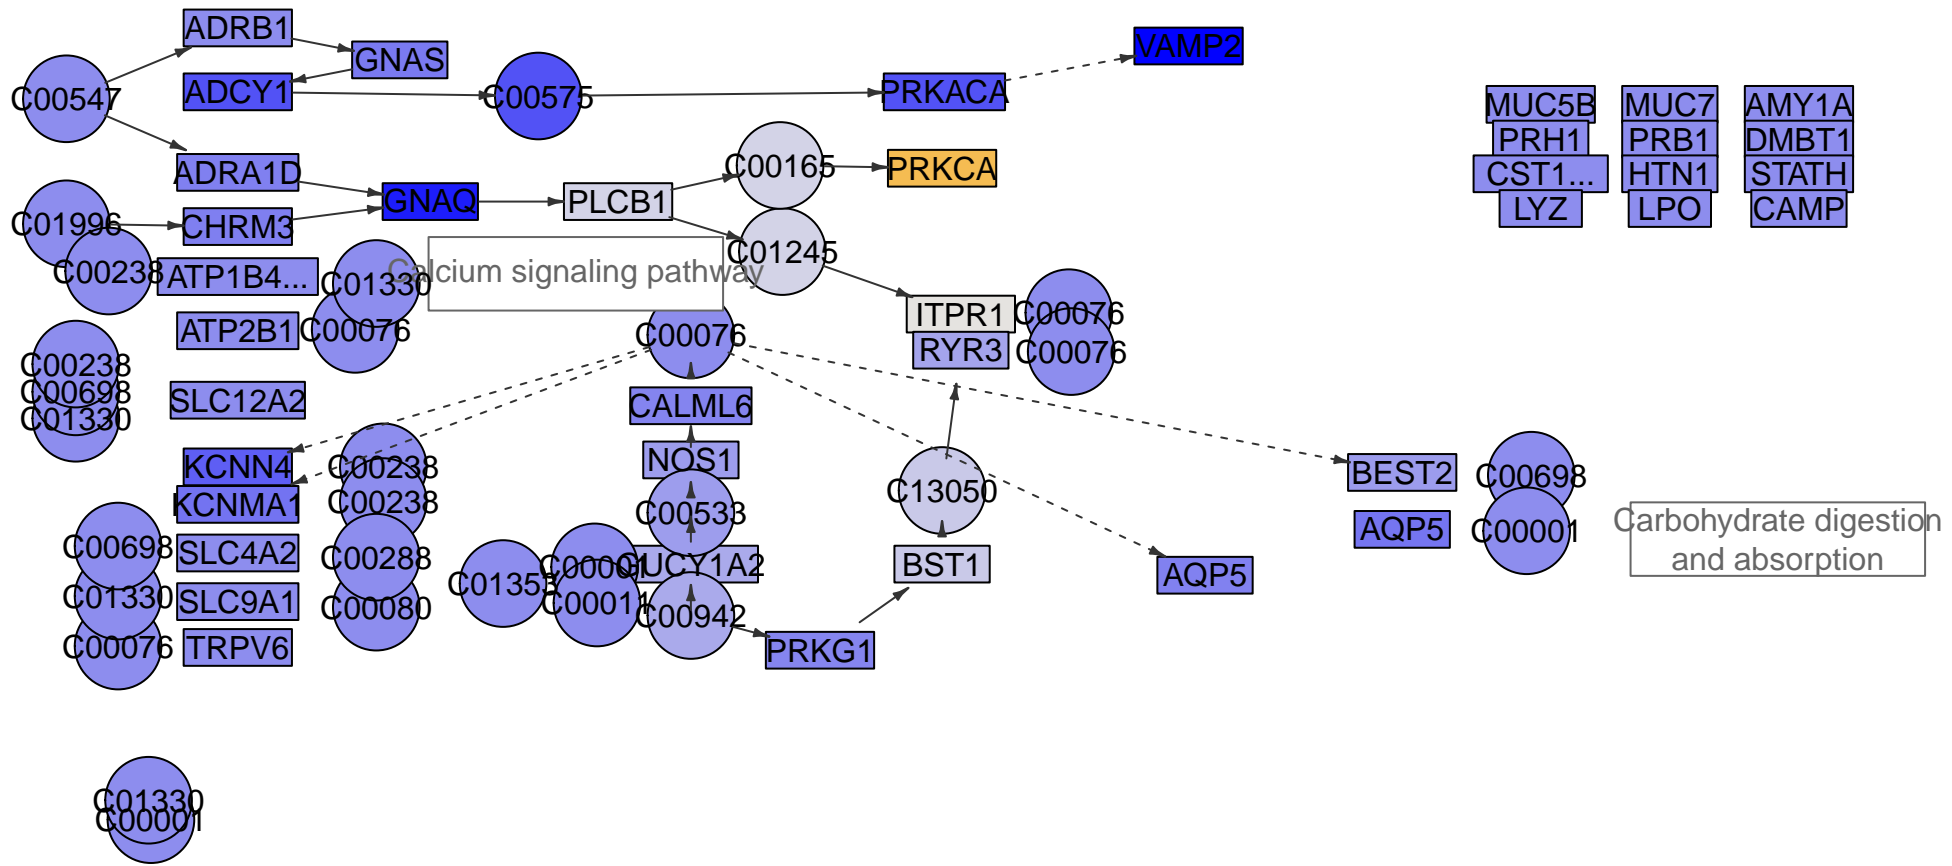 ADRB1
GNAS
VAMP2
C00547
ADCY1
C00575
PRKACA
MUC5B
MUC7
AMY1A
PRH1
PRB1
DMBT1
CST1...
HTN1
STATH
LYZ
LPO
CAMP
ADRA1D
C00165
PRKCA
GNAQ
PLCB1
C01996
CHRM3
C01245
C00238
ATP1B4...
C01330
Calcium signaling pathway
ATP2B1
C00076
C00076
ITPR1
C00076
RYR3
C00076
C00238
C00698
C01330
SLC12A2
CALML6
KCNN4
C00238
NOS1
BEST2
C00698
KCNMA1
C00238
C00533
C13050
AQP5
C00001
Carbohydrate digestion
and absorption
C00698
SLC4A2
C00288
C01353
C00001
GUCY1A2
BST1
AQP5
C01330
SLC9A1
C00080
C00011
C00942
C00076
TRPV6
PRKG1
C01330
C00001